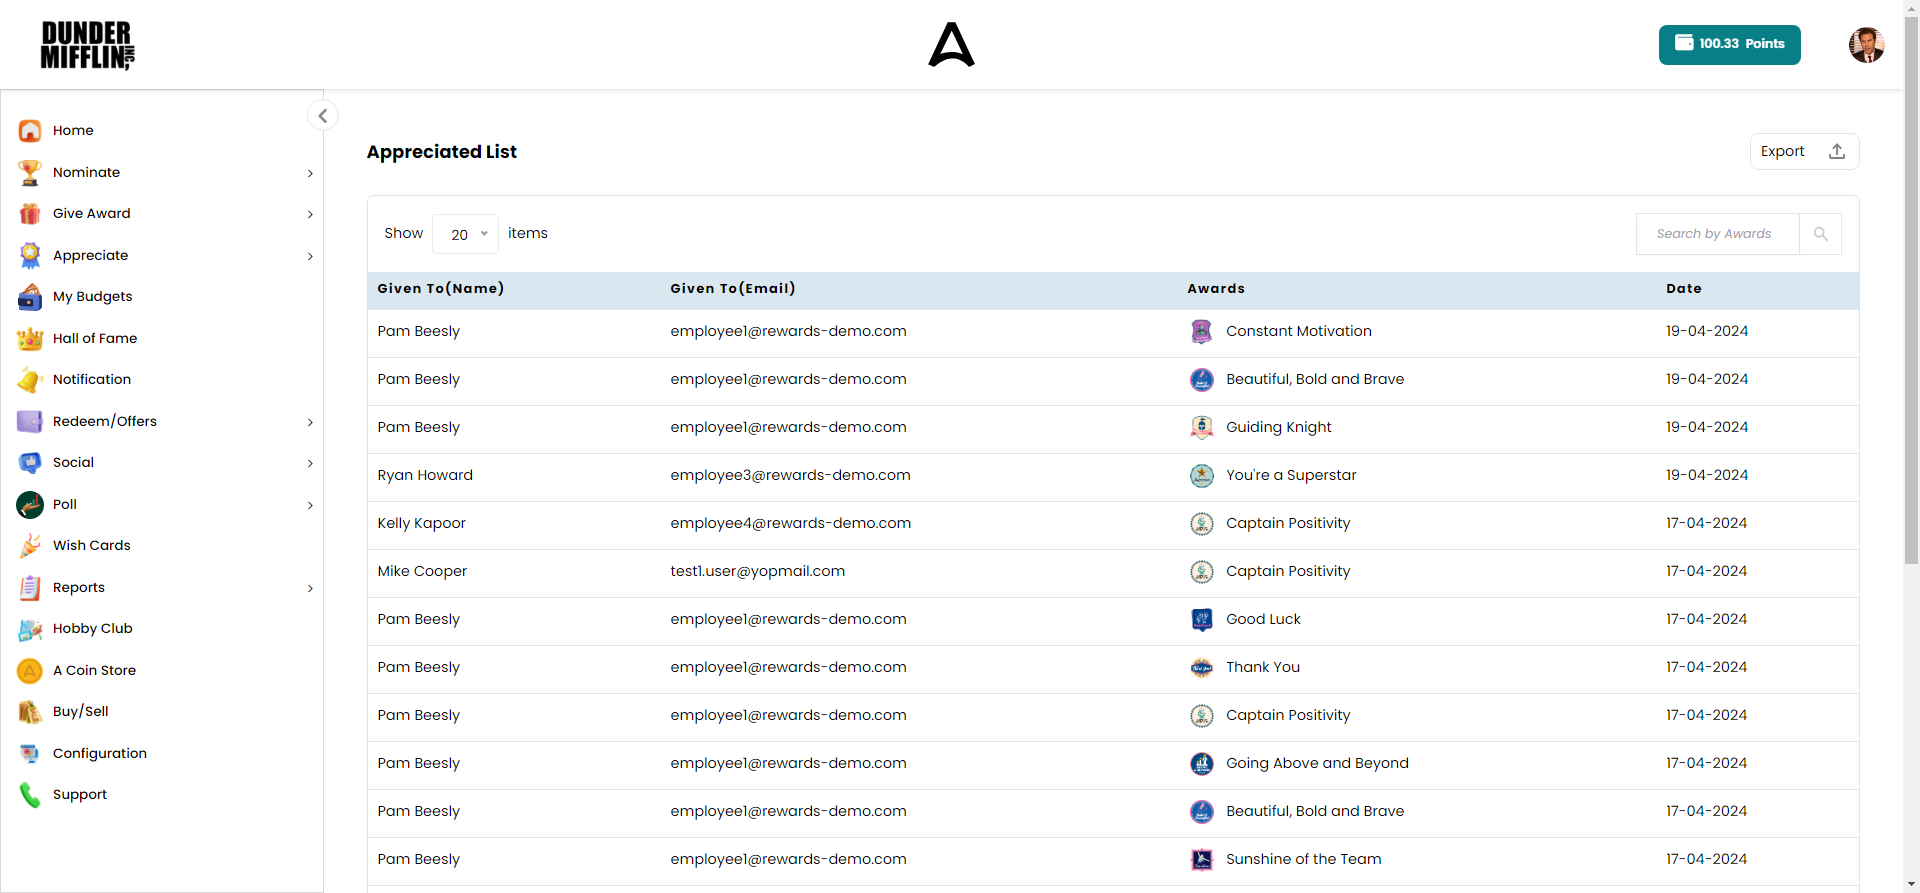 DUNDER
MIFFLIN, INC,
100.33 Points
Home
Nominate
Give Award
Appreciate
My Budgets
Hall of Fame
Notification
Redeem/Offers
Social
Poll
Wish Cards
Reports
Hobby Club
A Coin Store
Buy/Sell
Configuration
Support
Appreciated List
Export
Show 20 items
Search by Awards
Given To(Name) Given To(Email) Awards Date
Pam Beesly employee1@rewards-demo.com Constant Motivation 19-04-2024
Pam Beesly employee1@rewards-demo.com Beautiful, Bold and Brave 19-04-2024
Pam Beesly employee1@rewards-demo.com Guiding Knight 19-04-2024
Ryan Howard employee3@rewards-demo.com You're a Superstar 19-04-2024
Kelly Kapoor employee4@rewards-demo.com Captain Positivity 17-04-2024
Mike Cooper test1.user@yopmail.com Captain Positivity 17-04-2024
Pam Beesly employee1@rewards-demo.com Good Luck 17-04-2024
Pam Beesly employee1@rewards-demo.com Thank You 17-04-2024
Pam Beesly employee1@rewards-demo.com Captain Positivity 17-04-2024
Pam Beesly employee1@rewards-demo.com Going Above and Beyond 17-04-2024
Pam Beesly employee1@rewards-demo.com Beautiful, Bold and Brave 17-04-2024
Pam Beesly employee1@rewards-demo.com Sunshine of the Team 17-04-2024